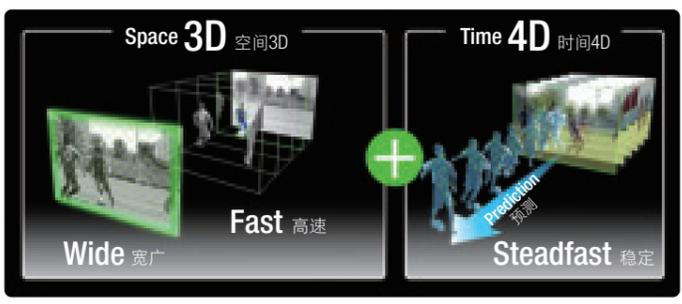 Space 3D 空间3D
Time 4D 时间4D
Fast 高速
Wide 宽广
Prediction
预测
Steadfast 稳定